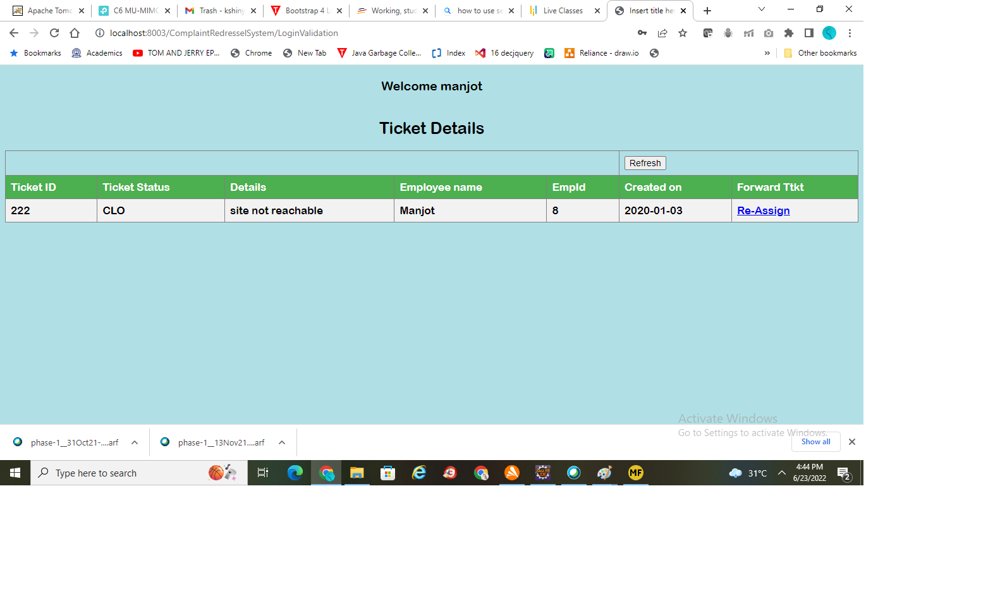 Apache Tomc
C6 MU-MIMO
Trash - kshiny
Bootstrap 4 L
Working, stuc
how to use se
Live Classes
Insert title he
localhost:8003/ComplaintRedresselSystem/LoginValidation
Bookmarks
Academics
TOM AND JERRY EP...
Chrome
New Tab
Java Garbage Colle...
Index
16 decjquery
Reliance - draw.io
»
Other bookmarks
Welcome manjot
Ticket Details
Refresh
Ticket ID Ticket Status Details Employee name EmpId Created on Forward Ttkt
222 CLO site not reachable Manjot 8 2020-01-03 Re-Assign
Activate Windows
Go to Settings to activate Windows.
phase-1__31Oct21-....arf
phase-1__13Nov21....arf
Show all
Type here to search
MF
31°C
4:44 PM
6/23/2022
2